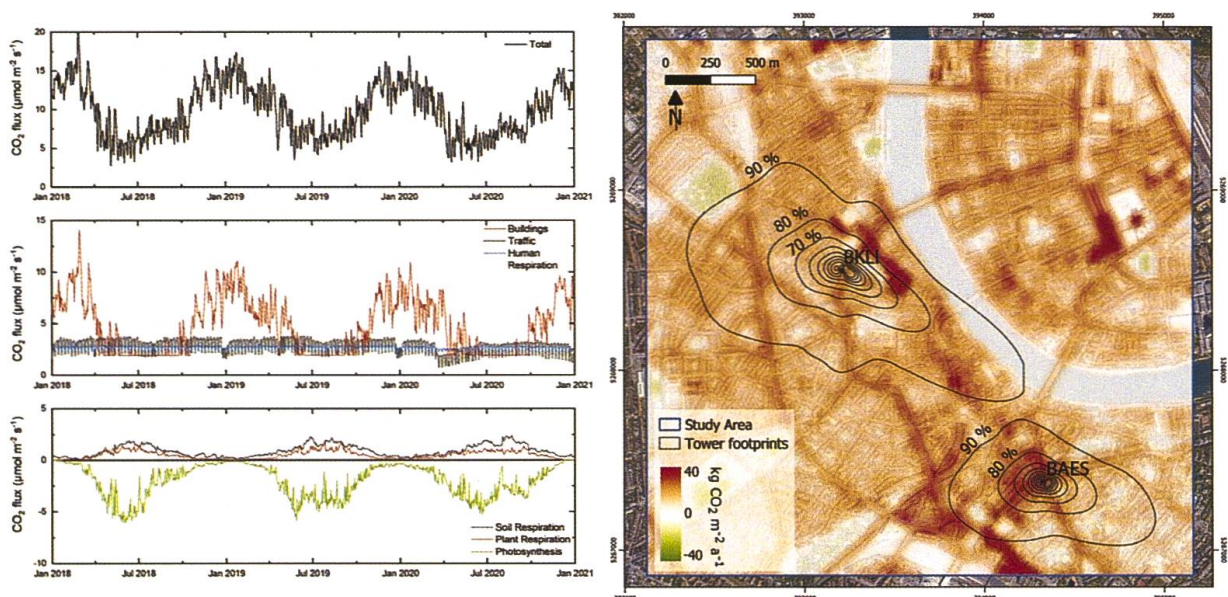 20
15
10
5
0
CO₂ flux (µmol m⁻² s⁻¹)
Total
Jan 2018 Jul 2018 Jan 2019 Jul 2019 Jan 2020 Jul 2020 Jan 2021
15
10
5
0
CO₂ flux (µmol m⁻² s⁻¹)
Buildings
Traffic
Human
Respiration
Jan 2018 Jul 2018 Jan 2019 Jul 2019 Jan 2020 Jul 2020 Jan 2021
5
0
-5
-10
CO₂ flux (µmol m⁻² s⁻¹)
Soil Respiration
Plant Respiration
Photosynthesis
Jan 2018 Jul 2018 Jan 2019 Jul 2019 Jan 2020 Jul 2020 Jan 2021
392000 393000 394000 395000
0 250 500 m
N
90 %
80 %
70 %
BKLI
90 %
80 %
BAES
Study Area
Tower footprints
40
0
-40
kg CO₂ m⁻² a⁻¹